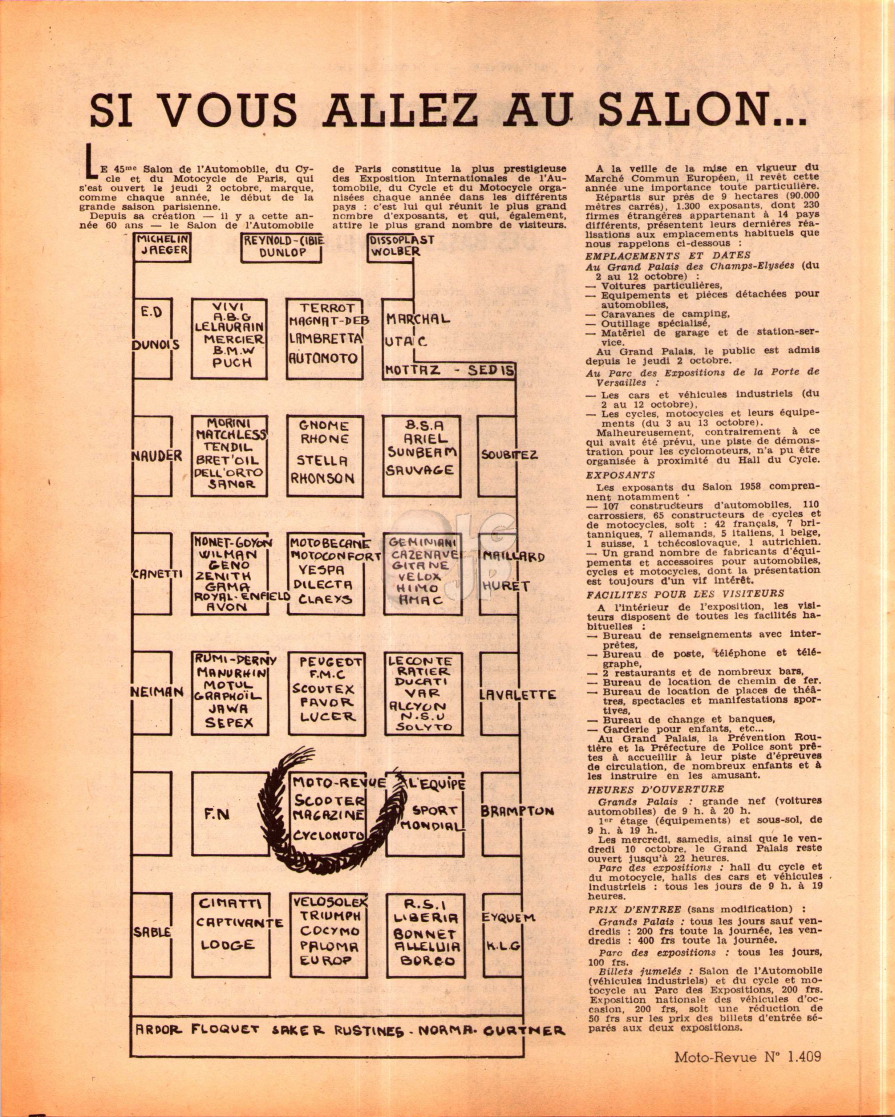 SI VOUS ALLEZ AU SALON...
LE 45me Salon de l'Automobile, du Cy-
cle et du Motocycle de Paris, qui
s'est ouvert le jeudi 2 octobre, marque,
comme chaque année, le début de la
grande saison parisienne.
Depuis sa création — il y a cette an-
née 60 ans — le Salon de l'Automobile
de Paris constitue la plus prestigieuse
des Exposition Internationales de l'Au-
tomobile, du Cycle et du Motocycle orga-
nisées chaque année dans les différents
pays : c'est lui qui réunit le plus grand
nombre d'exposants, et qui, également,
attire le plus grand nombre de visiteurs.
MICHELIN
JAEGER
REYNOLD-CIBIE
DUNLOP
DISSOPLAST
WOLBER
E.D
DUNOIS
VIVI
A.B.G
LELAURAIN
MERCIER
B.M.W
PUCH
TERROT
MAGNAT-DEB
LAMBRETTA
AUTOMOTO
MARCHAL
UTAC
MOTTAZ - SEDIS
NAUDER
MORINI
MATCHLESS
TENDIL
BRET'OIL
DELL'ORTO
SANOR
GNOME
RHONE
STELLA
RHONSON
B.S.A
ARIEL
SUNBEAM
SAUVAGE
SOUBITEZ
CANETTI
MONET-GOYON
WILMAN
GENO
ZENITH
GAMA
ROYAL-ENFIELD
AVON
MOTOBECANE
MOTOCONFORT
VESPA
DILECTA
CLAEYS
GEMINIANI
CAZENAVE
GITANE
VELOX
HIMO
AMAC
MAILLARD
HURET
NEIMAN
RUMI-DERNY
MANURHIN
MOTUL
GRAPHOÏL
JAWA
SEPEX
PEUGEOT
F.M.C
SCOUTEX
PAVOR
LUCER
LECONTE
RATIER
DUCATI
VAR
ALCYON
N.S.U
SOLYTO
LAVALETTE
F.N
MOTO-REVUE
SCOOTER
MAGAZINE
CYCLOMOTO
L'EQUIPE
SPORT
MONDIAL
BRAMPTON
SABLE
CIMATTI
CAPTIVANTE
LODGE
VELOSOLEX
TRIUMPH
COCYMO
PALOMA
EUROP
R.S.I
LIBERIA
BONNET
ALLELUIA
BORGO
EYQUEM
K.L.G
ARDOR FLOQUET SAKER RUSTINES - NORMA. GURTNER
A la veille de la mise en vigueur du
Marché Commun Européen, il revêt cette
année une importance toute particulière.
Répartis sur près de 9 hectares (90.000
mètres carrés), 1.300 exposants, dont 230
firmes étrangères appartenant à 14 pays
différents, présentent leurs dernières réa-
lisations aux emplacements habituels que
nous rappelons ci-dessous :
EMPLACEMENTS ET DATES
Au Grand Palais des Champs-Elysées (du
2 au 12 octobre) :
— Voitures particulières,
— Equipements et pièces détachées pour
automobiles,
— Caravanes de camping,
— Outillage spécialisé,
— Matériel de garage et de station-ser-
vice.
Au Grand Palais, le public est admis
depuis le jeudi 2 octobre.
Au Parc des Expositions de la Porte de
Versailles :
— Les cars et véhicules industriels (du
2 au 12 octobre),
— Les cycles, motocycles et leurs équipe-
ments (du 3 au 13 octobre).
Malheureusement, contrairement à ce
qui avait été prévu, une piste de démons-
tration pour les cyclomoteurs, n'a pu être
organisée à proximité du Hall du Cycle.
EXPOSANTS
Les exposants du Salon 1958 compren-
nent notamment ·
— 107 constructeurs d'automobiles, 110
carrossiers, 65 constructeurs de cycles et
de motocycles, soit : 42 français, 7 bri-
tanniques, 7 allemands, 5 italiens, 1 belge,
1 suisse, 1 tchécoslovaque, 1 autrichien.
— Un grand nombre de fabricants d'équi-
pements et accessoires pour automobiles,
cycles et motocycles, dont la présentation
est toujours d'un vif intérêt.
FACILITES POUR LES VISITEURS
A l'intérieur de l'exposition, les visi-
teurs disposent de toutes les facilités ha-
bituelles :
— Bureau de renseignements avec inter-
prètes,
— Bureau de poste, téléphone et télé-
graphe,
— 2 restaurants et de nombreux bars,
— Bureau de location de chemin de fer.
— Bureau de location de places de théâ-
tres, spectacles et manifestations spor-
tives,
— Bureau de change et banques,
— Garderie pour enfants, etc...
Au Grand Palais, la Prévention Rou-
tière et la Préfecture de Police sont prê-
tes à accueillir à leur piste d'épreuves
de circulation, de nombreux enfants et à
les instruire en les amusant.
HEURES D'OUVERTURE
Grands Palais : grande nef (voitures
automobiles) de 9 h. à 20 h.
1er étage (équipements) et sous-sol, de
9 h. à 19 h.
Les mercredi, samedis, ainsi que le ven-
dredi 10 octobre, le Grand Palais reste
ouvert jusqu'à 22 heures.
Parc des expositions : hall du cycle et
du motocycle, halls des cars et véhicules
industriels : tous les jours de 9 h. à 19
heures.
PRIX D'ENTREE (sans modification) :
Grands Palais : tous les jours sauf ven-
dredis : 200 frs toute la journée, les ven-
dredis : 400 frs toute la journée.
Parc des expositions : tous les jours,
100 frs.
Billets jumelés : Salon de l'Automobile
(véhicules industriels) et du cycle et mo-
tocycle au Parc des Expositions, 200 frs.
Exposition nationale des véhicules d'oc-
casion, 200 frs, soit une réduction de
50 frs sur les prix des billets d'entrée sé-
parés aux deux expositions.
Moto-Revue N° 1.409